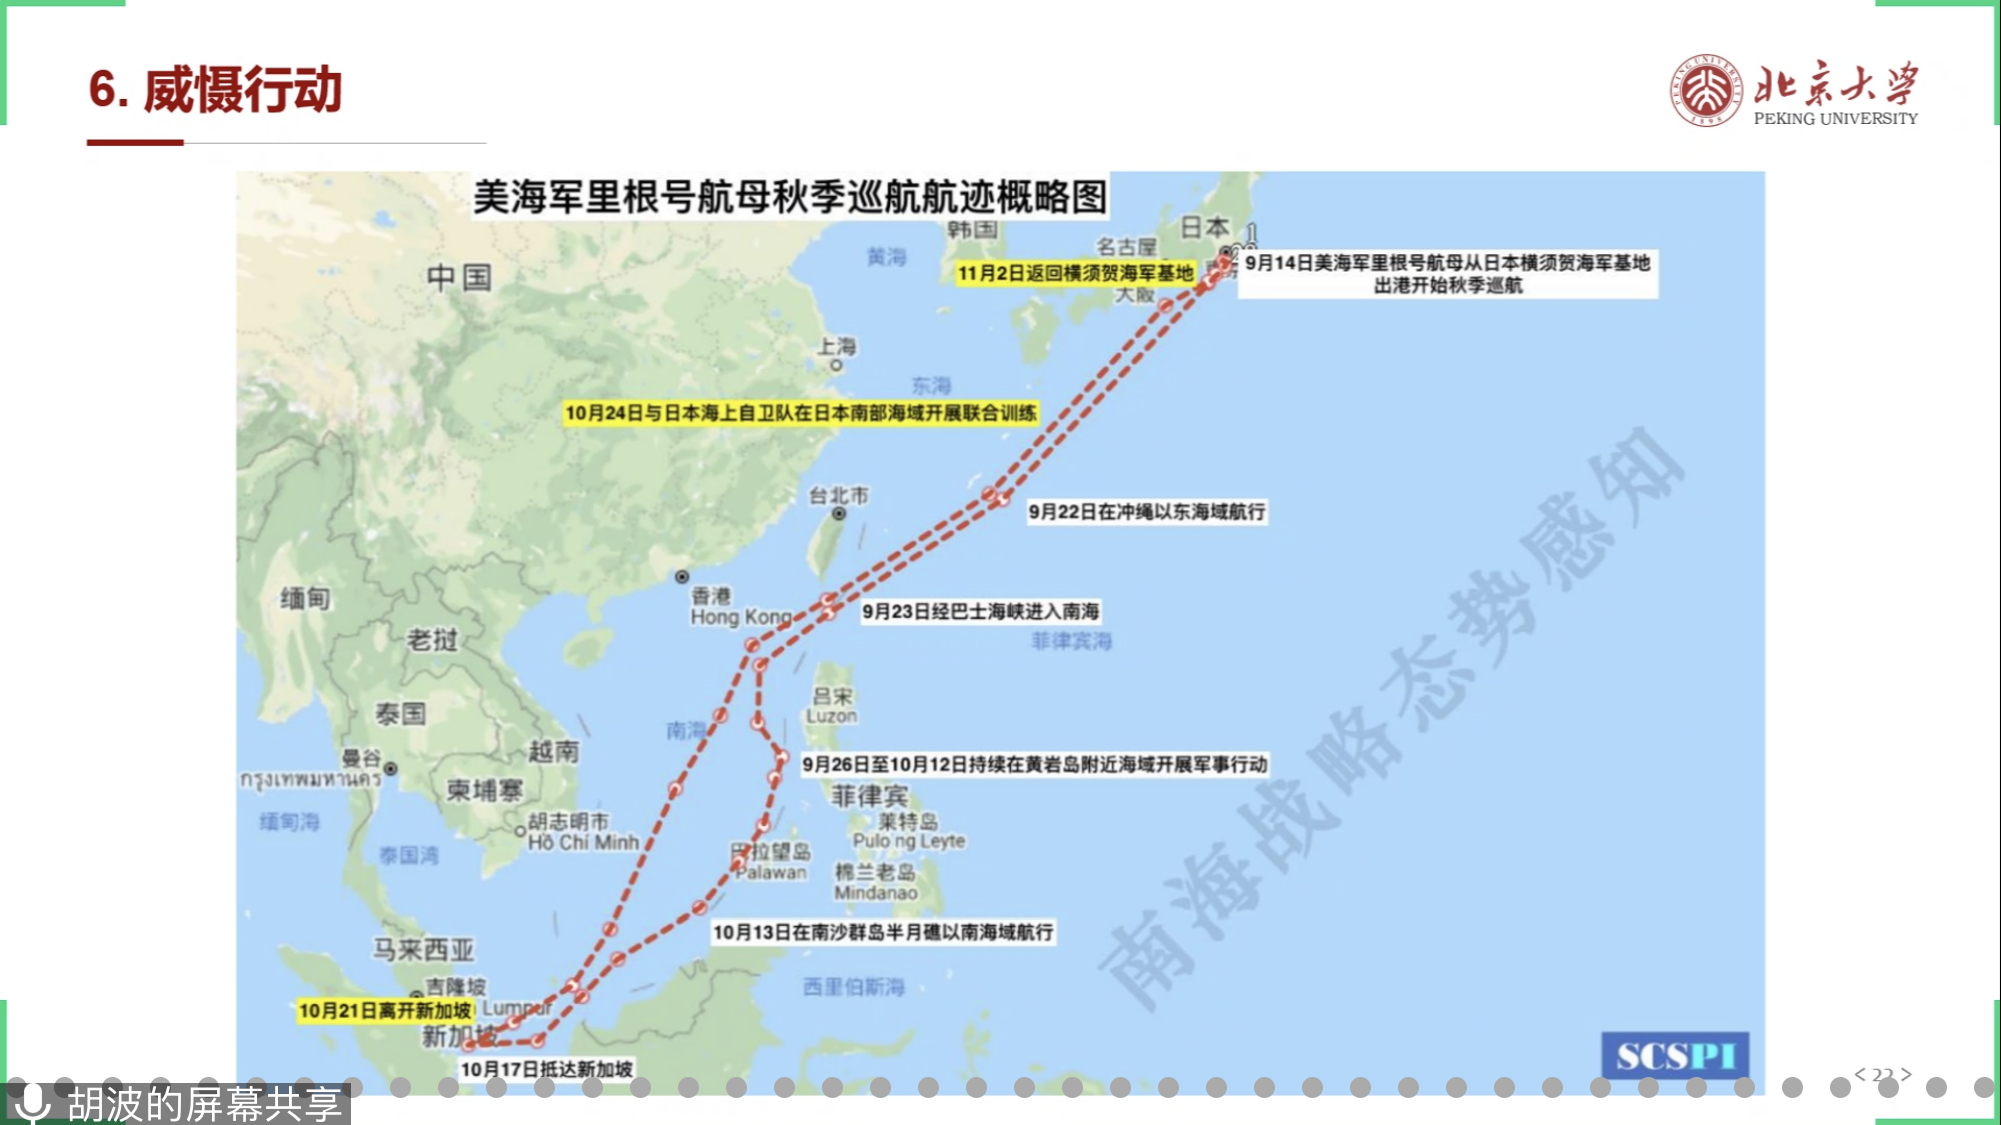 6. 威慑行动
北京大学
PEKING UNIVERSITY
1898
美海军里根号航母秋季巡航航迹概略图
韩国
日本
1
中国
黄海
名古屋
11月2日返回横须贺海军基地
9月14日美海军里根号航母从日本横须贺海军基地
出港开始秋季巡航
大阪
上海
东海
10月24日与日本海上自卫队在日本南部海域开展联合训练
台北市
9月22日在冲绳以东海域航行
香港
Hong Kong
缅甸
9月23日经巴士海峡进入南海
老挝
菲律宾海
吕宋
Luzon
泰国
南海
越南
曼谷
กรุงเทพมหานคร
9月26日至10月12日持续在黄岩岛附近海域开展军事行动
柬埔寨
菲律宾
缅甸海
胡志明市
Hồ Chí Minh
莱特岛
Pulo ng Leyte
泰国湾
巴拉望岛
Palawan
棉兰老岛
Mindanao
10月13日在南沙群岛半月礁以南海域航行
马来西亚
吉隆坡
Lumpur
西里伯斯海
10月21日离开新加坡
新加坡
10月17日抵达新加坡
南海战略态势感知
SCSPI
< 22 >
胡波的屏幕共享